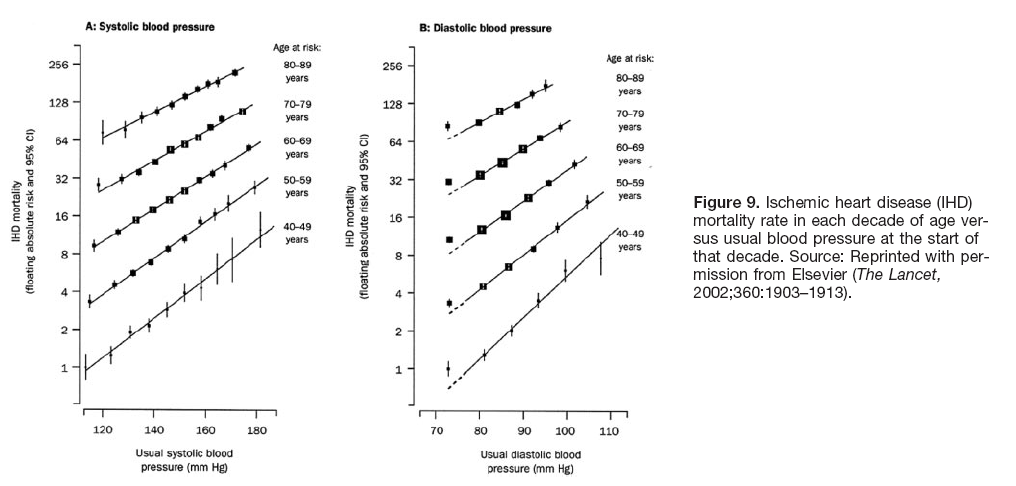 A: Systolic blood pressure
Age at risk:
80–89
years
70–79
years
60–69
years
50–59
years
40–49
years
256
128
64
32
16
8
4
2
1
IHD mortality
(floating absolute risk and 95% CI)
120 140 160 180
Usual systolic blood
pressure (mm Hg)
B: Diastolic blood pressure
Age at risk:
80–89
years
70–79
years
60–69
years
50–59
years
40–49
years
256
128
64
32
16
8
4
2
1
IHD mortality
(floating absolute risk and 95% CI)
70 80 90 100 110
Usual diastolic blood
pressure (mm Hg)
Figure 9. Ischemic heart disease (IHD)
mortality rate in each decade of age ver-
sus usual blood pressure at the start of
that decade. Source: Reprinted with per-
mission from Elsevier (The Lancet,
2002;360:1903–1913).